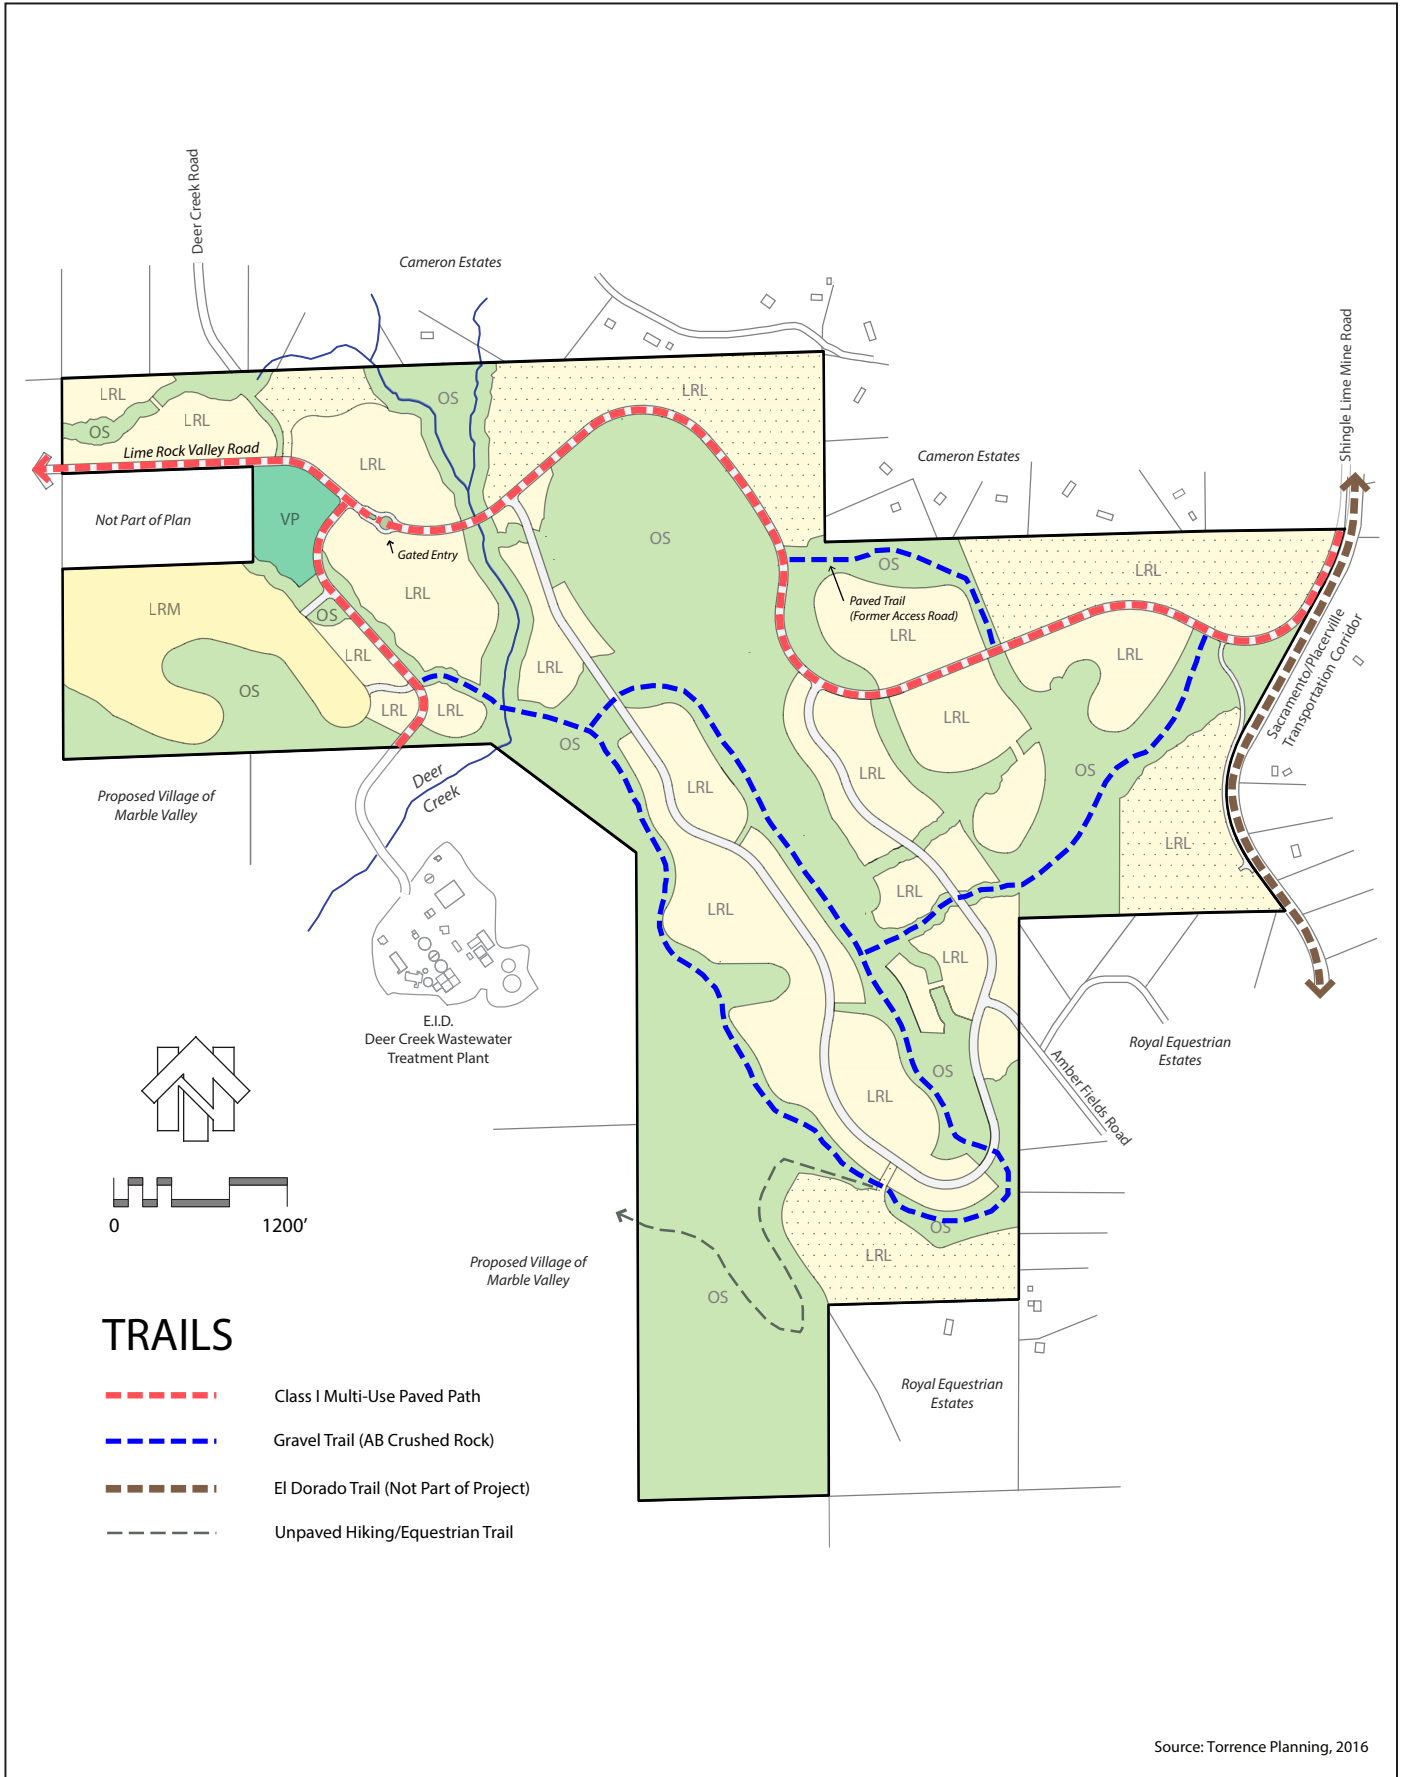 Deer Creek Road
Cameron Estates
Shingle Lime Mine Road
LRL
OS
LRL
LRL
OS
LRL
Lime Rock Valley Road
LRL
Cameron Estates
Not Part of Plan
VP
Gated Entry
OS
OS
LRL
LRL
Paved Trail
(Former Access Road)
LRL
LRM
OS
LRL
LRL
LRL
Sacramento/Placerville
Transportation Corridor
OS
LRL
LRL
LRL
OS
LRL
OS
LRL
LRL
Deer
Creek
Proposed Village of
Marble Valley
LRL
LRL
LRL
LRL
E.I.D.
Deer Creek Wastewater
Treatment Plant
Royal Equestrian
Estates
Amber Fields Road
OS
LRL
N
0
1200’
OS
LRL
Proposed Village of
Marble Valley
OS
TRAILS
Royal Equestrian
Estates
Class I Multi-Use Paved Path
Gravel Trail (AB Crushed Rock)
El Dorado Trail (Not Part of Project)
Unpaved Hiking/Equestrian Trail
Source: Torrence Planning, 2016